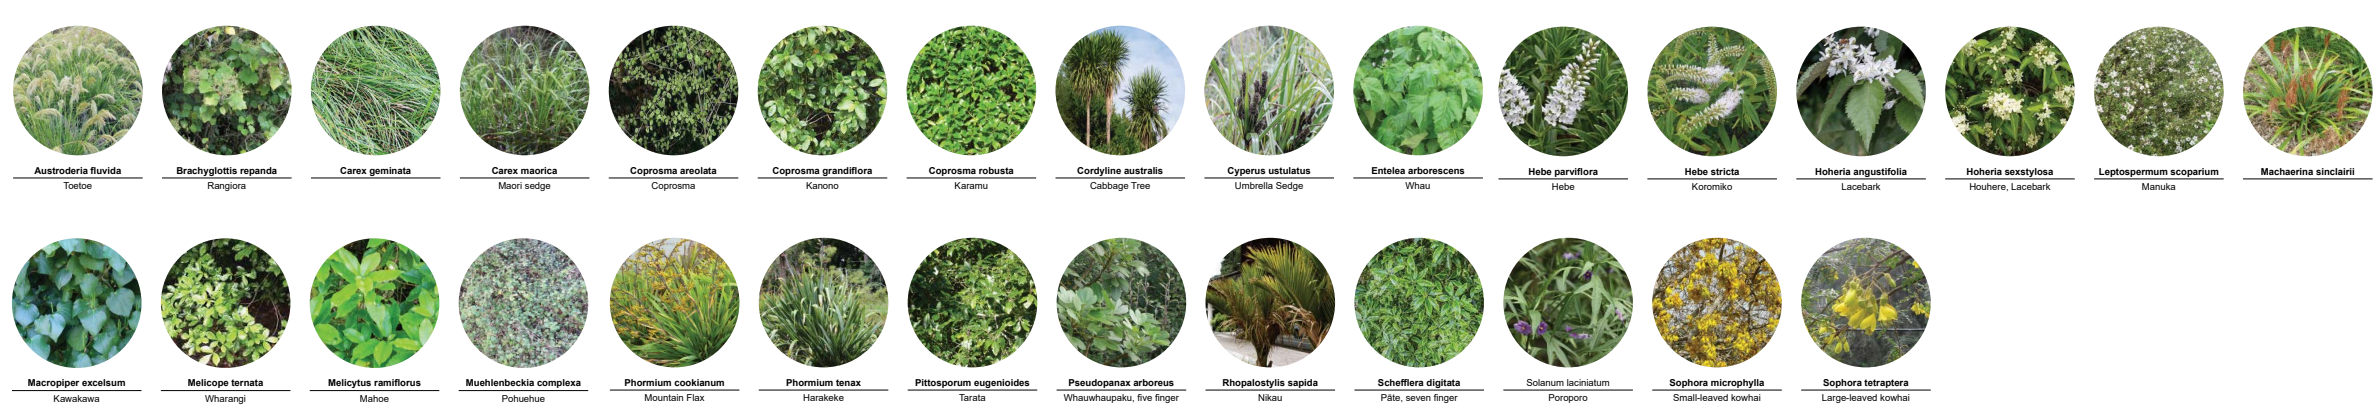 Austroderia fluvida
Toetoe
Brachyglottis repanda
Rangiora
Carex geminata
Carex maorica
Maori sedge
Coprosma areolata
Coprosma
Coprosma grandiflora
Kanono
Coprosma robusta
Karamu
Cordyline australis
Cabbage Tree
Cyperus ustulatus
Umbrella Sedge
Entelea arborescens
Whau
Hebe parviflora
Hebe
Hebe stricta
Koromiko
Hoheria angustifolia
Lacebark
Hoheria sexstylosa
Houhere, Lacebark
Leptospermum scoparium
Manuka
Machaerina sinclairii
Macropiper excelsum
Kawakawa
Melicope ternata
Wharangi
Melicytus ramiflorus
Mahoe
Muehlenbeckia complexa
Pohuehue
Phormium cookianum
Mountain Flax
Phormium tenax
Harakeke
Pittosporum eugenioides
Tarata
Pseudopanax arboreus
Whauwhaupaku, five finger
Rhopalostylis sapida
Nikau
Schefflera digitata
Pâte, seven finger
Solanum laciniatum
Poroporo
Sophora microphylla
Small-leaved kowhai
Sophora tetraptera
Large-leaved kowhai